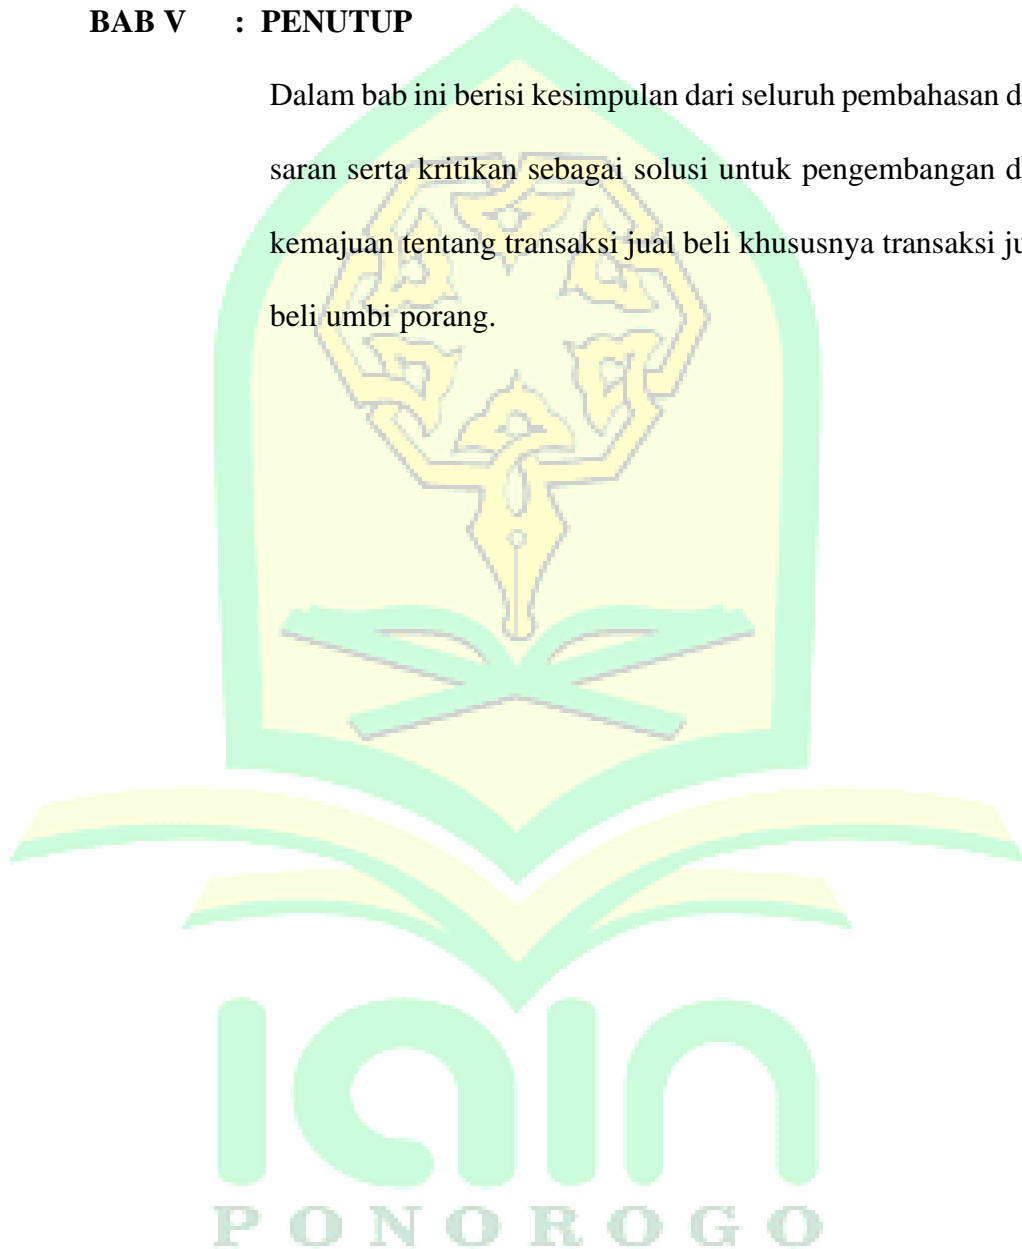 BAB V : PENUTUP
Dalam bab ini berisi kesimpulan dari seluruh pembahasan d
saran serta kritikan sebagai solusi untuk pengembangan d
kemajuan tentang transaksi jual beli khususnya transaksi ju
beli umbi porang.
iain
PONOROGO